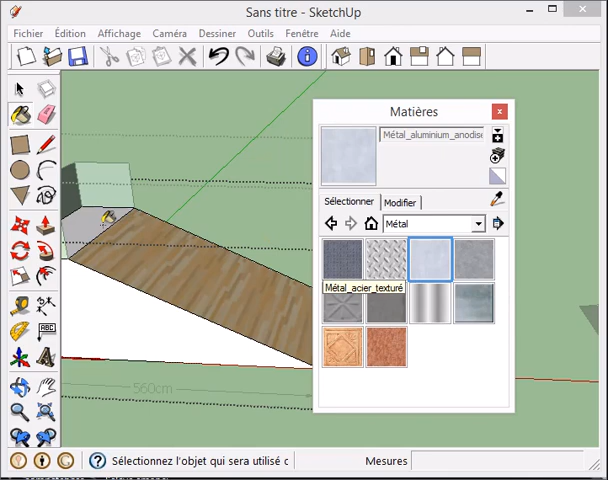 Sans titre - SketchUp
Fichier Édition Affichage Caméra Dessiner Outils Fenêtre Aide
Matières
Métal_aluminium_anodise
Sélectionner Modifier
Métal
Métal_acier_texturé
ABC
560cm
Sélectionnez l'objet qui sera utilisé c
Mesures